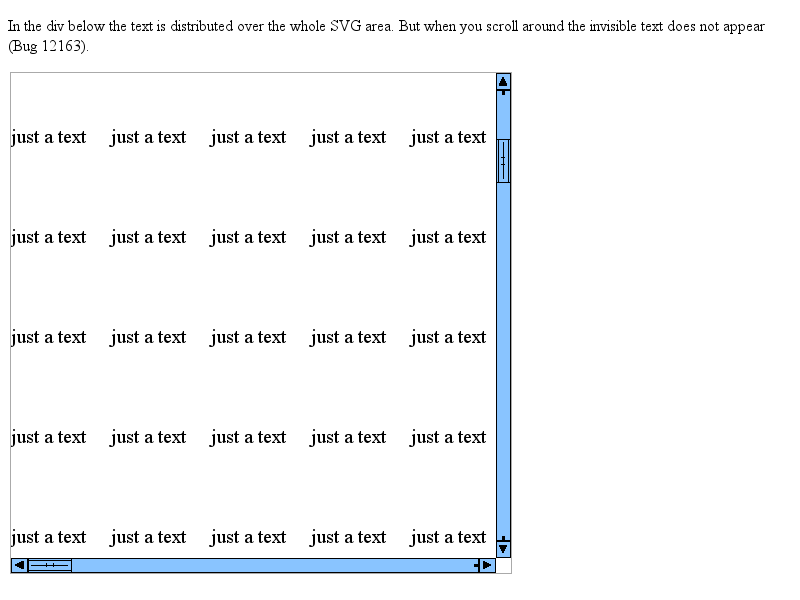 In the div below the text is distributed over the whole SVG area. But when you scroll around the invisible text does not appear
(Bug 12163).
just a text just a text just a text just a text just a text
just a text just a text just a text just a text just a text
just a text just a text just a text just a text just a text
just a text just a text just a text just a text just a text
just a text just a text just a text just a text just a text